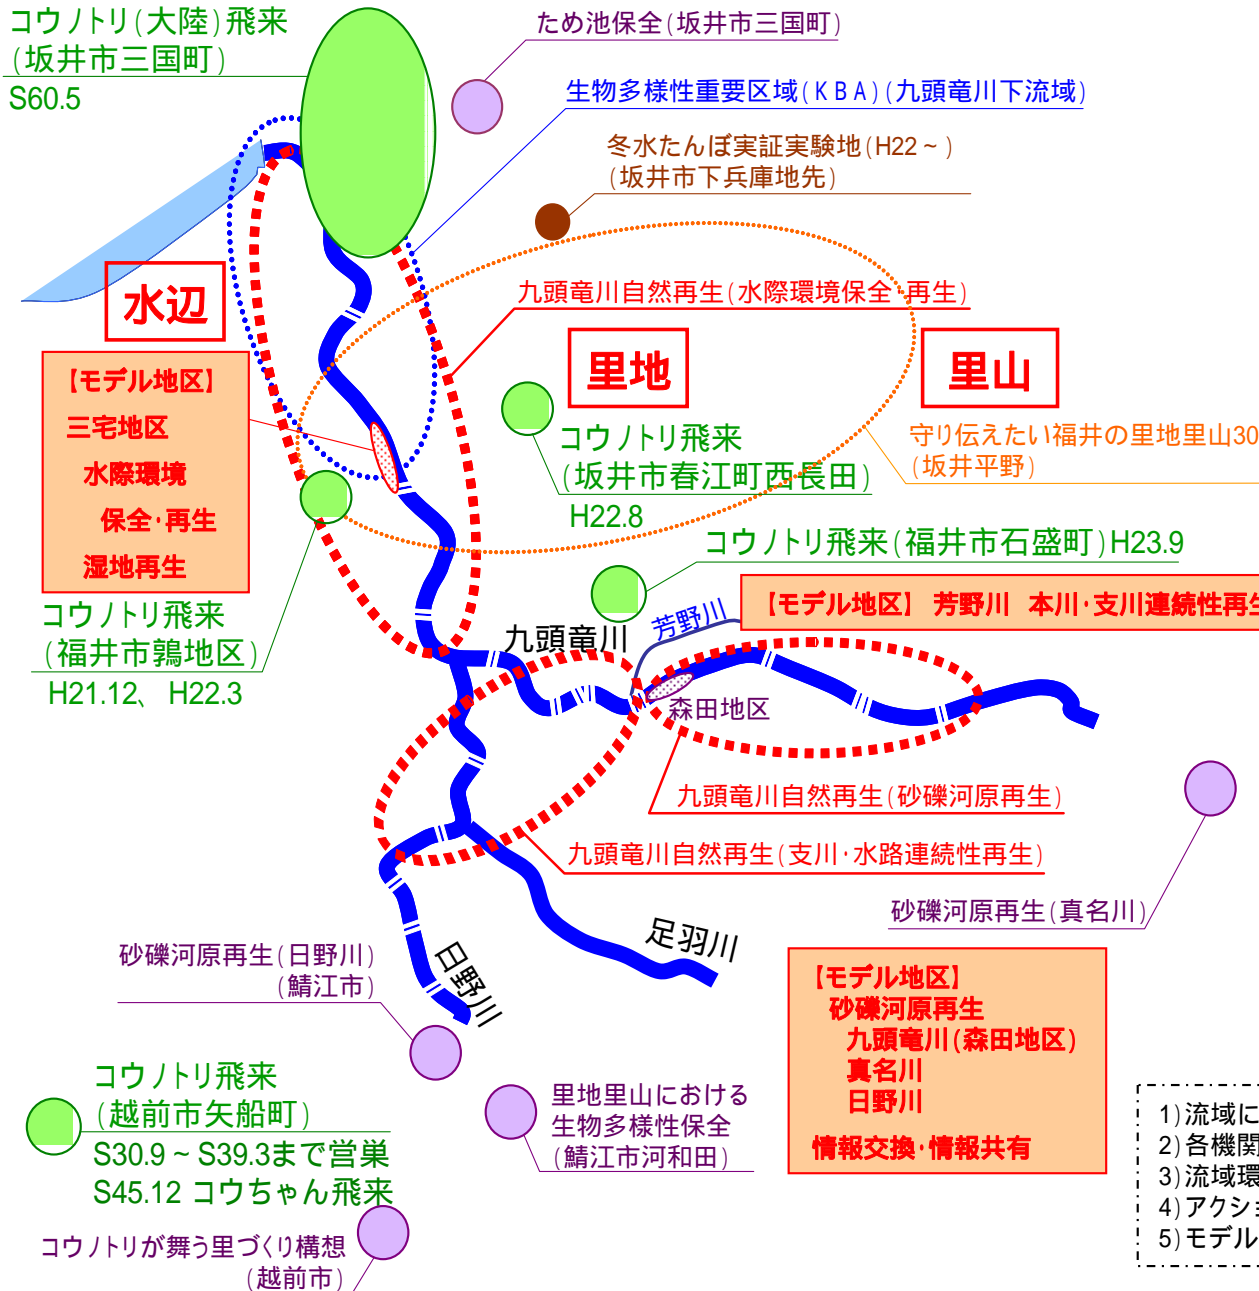 コウノトリ(大陸)飛来
(坂井市三国町)
S60.5
ため池保全(坂井市三国町)
生物多様性重要区域(KBA)(九頭竜川下流域)
冬水たんぼ実証実験地(H22～)
(坂井市下兵庫地先)
水辺
九頭竜川自然再生(水際環境保全・再生)
里地
里山
【モデル地区】
三宅地区
水際環境
保全・再生
湿地再生
コウノトリ飛来
(坂井市春江町西長田)
H22.8
守り伝えたい福井の里地里山30
(坂井平野)
コウノトリ飛来(福井市石盛町)H23.9
【モデル地区】 芳野川 本川・支川連続性再生
コウノトリ飛来
(福井市鶉地区)
H21.12、 H22.3
九頭竜川
芳野川
森田地区
九頭竜川自然再生(砂礫河原再生)
九頭竜川自然再生(支川・水路連続性再生)
砂礫河原再生(真名川)
足羽川
日野川
砂礫河原再生(日野川)
(鯖江市)
【モデル地区】
砂礫河原再生
九頭竜川(森田地区)
真名川
日野川
情報交換・情報共有
コウノトリ飛来
(越前市矢船町)
S30.9～S39.3まで営巣
S45.12 コウちゃん飛来
里地里山における
生物多様性保全
(鯖江市河和田)
コウノトリが舞う里づくり構想
(越前市)
1)流域に
2)各機関
3)流域環
4)アクショ
5)モデル